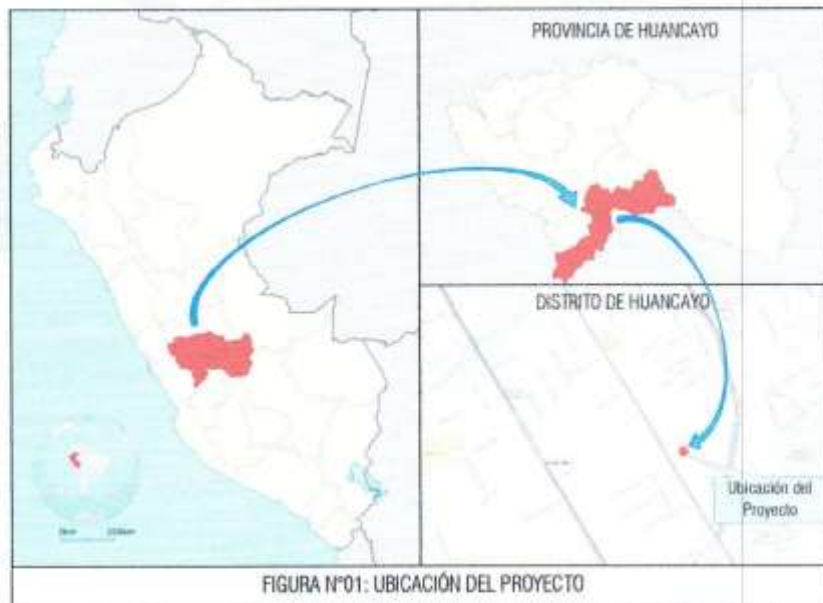 PROVINCIA DE HUANCAYO
DISTRITO DE HUANCAYO
Ubicación del
Proyecto
FIGURA N°01: UBICACIÓN DEL PROYECTO